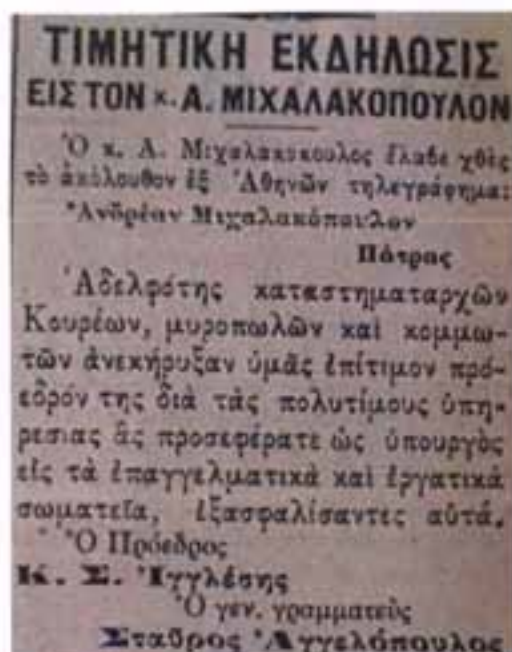 ΤΙΜΗΤΙΚΗ ΕΚΔΗΛΩΣΙΣ
ΕΙΣ ΤΟΝ κ. Α. ΜΙΧΑΛΑΚΟΠΟΥΛΟΝ
Ὁ κ. Α. Μιχαλακόκουλος ἔλαβε χθὲς
τὸ ἀκόλουθον ἐξ Ἀθηνῶν τηλεγράφημα:
Ἀνδρέαν Μιχαλακόπουλον
Πάτρας
Ἀδελφότης καταστηματαρχῶν
Κουρέων, μυροπωλῶν καὶ κομμω-
τῶν ἀνεκήρυξαν ὑμᾶς ἐπίτιμον πρό-
εδρόν της διὰ τὰς πολυτίμους ὑπη-
ρεσιας ἃς προσεφέρατε ὡς ὑπουργὸς
εἰς τὰ ἐπαγγελματικὰ καὶ ἐργατικὰ
σωματεῖα, ἐξασφαλίσαντες αὐτά.
Ὁ Πρόεδρος
Κ. Σ. Ἰγγλέσης
Ὁ γεν. γραμματεὺς
Σταῦρος Ἀγγελόπουλος